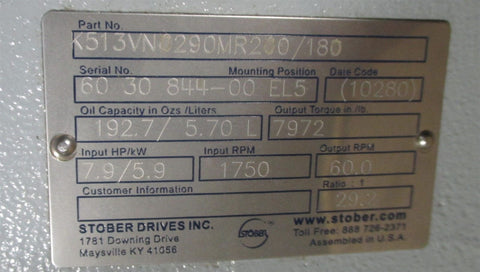 Part No.
K513VN0290MR200/180
Serial No. Mounting Position Date Code
60 30 844-00 EL5 (10280)
Oil Capacity in Ozs /Liters Output Torque in /lb.
192.7/ 5.70 L 7972
Input HP/kW Input RPM Output RPM
7.9/5.9 1750 60.0
Customer Information Ratio : 1
29.2
STOBER DRIVES INC.
1781 Downing Drive
Maysville KY 41056
STOBER
www.stober.com
Toll Free: 888 726-2371
Assembled in U.S.A.